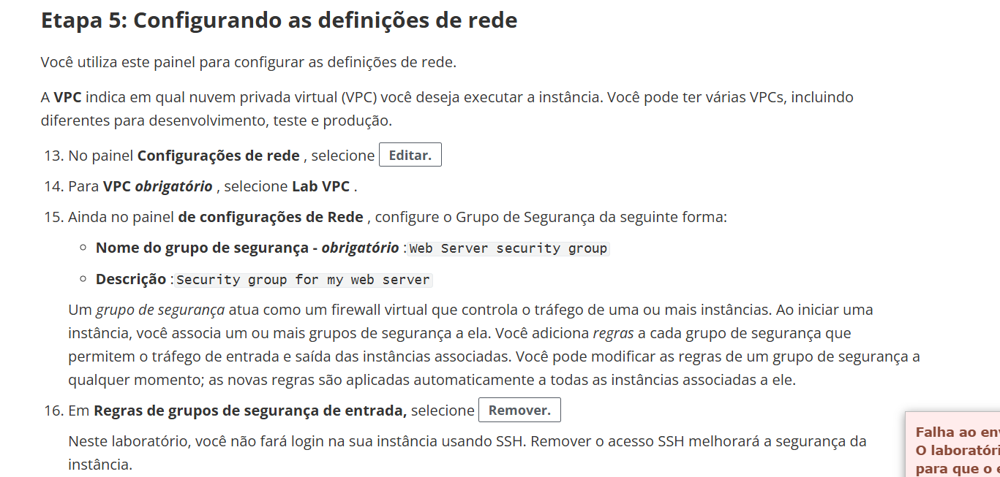 Etapa 5: Configurando as definições de rede
Você utiliza este painel para configurar as definições de rede.
A VPC indica em qual nuvem privada virtual (VPC) você deseja executar a instância. Você pode ter várias VPCs, incluindo
diferentes para desenvolvimento, teste e produção.
13. No painel Configurações de rede , selecione Editar.
14. Para VPC obrigatório , selecione Lab VPC .
15. Ainda no painel de configurações de Rede , configure o Grupo de Segurança da seguinte forma:
Nome do grupo de segurança - obrigatório : Web Server security group
Descrição : Security group for my web server
Um grupo de segurança atua como um firewall virtual que controla o tráfego de uma ou mais instâncias. Ao iniciar uma
instância, você associa um ou mais grupos de segurança a ela. Você adiciona regras a cada grupo de segurança que
permitem o tráfego de entrada e saída das instâncias associadas. Você pode modificar as regras de um grupo de segurança a
qualquer momento; as novas regras são aplicadas automaticamente a todas as instâncias associadas a ele.
16. Em Regras de grupos de segurança de entrada, selecione Remover.
Neste laboratório, você não fará login na sua instância usando SSH. Remover o acesso SSH melhorará a segurança da
instância.
Falha ao
O
para que o